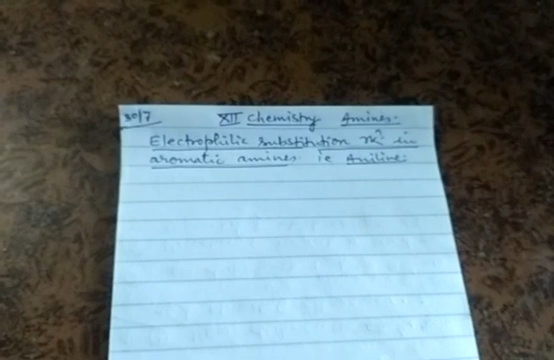 30/7 XII Chemistry Amines.
Electrophilic substitution rxⁿ in
aromatic amines ie Aniline: